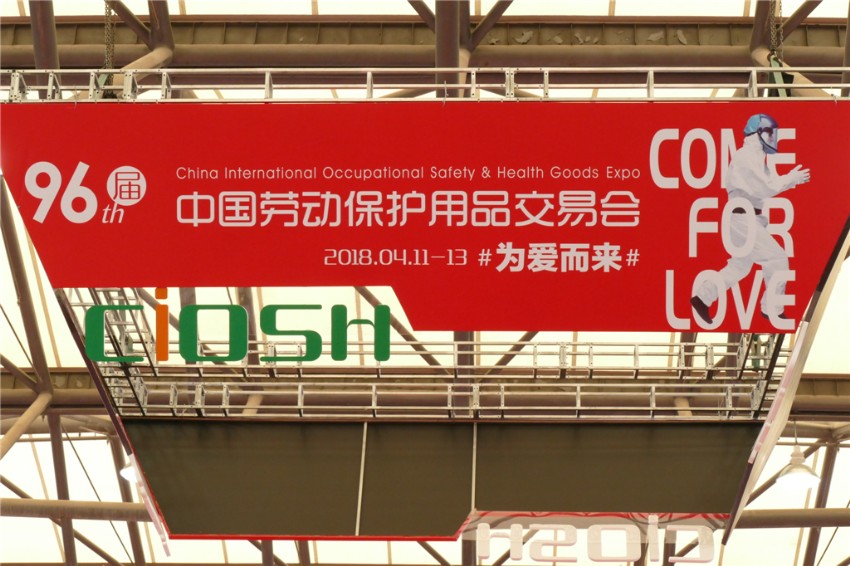 96th届
China International Occupational Safety & Health Goods Expo
中国劳动保护用品交易会
2018.04.11-13 #为爱而来#
COME
FOR
LOVE
CiOSH
CiOSH